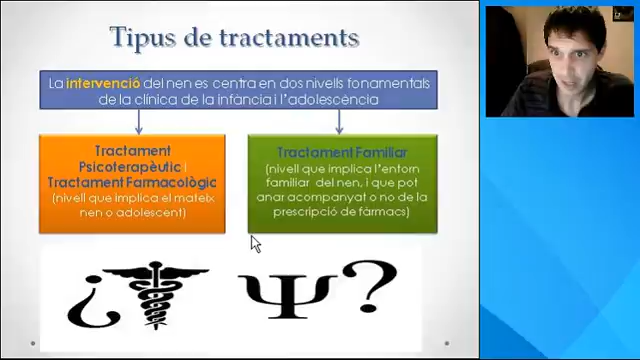 Tipus de tractaments
La intervenció del nen es centra en dos nivells fonamentals
de la clínica de la infància i l'adolescència
Tractament
Psicoterapèutic i
Tractament Farmacològic
(nivell que implica el mateix
nen o adolescent)
Tractament Familiar
(nivell que implica l'entorn
familiar del nen, i que pot
anar acompanyat o no de la
prescripció de fàrmacs)
¿ Ψ ?